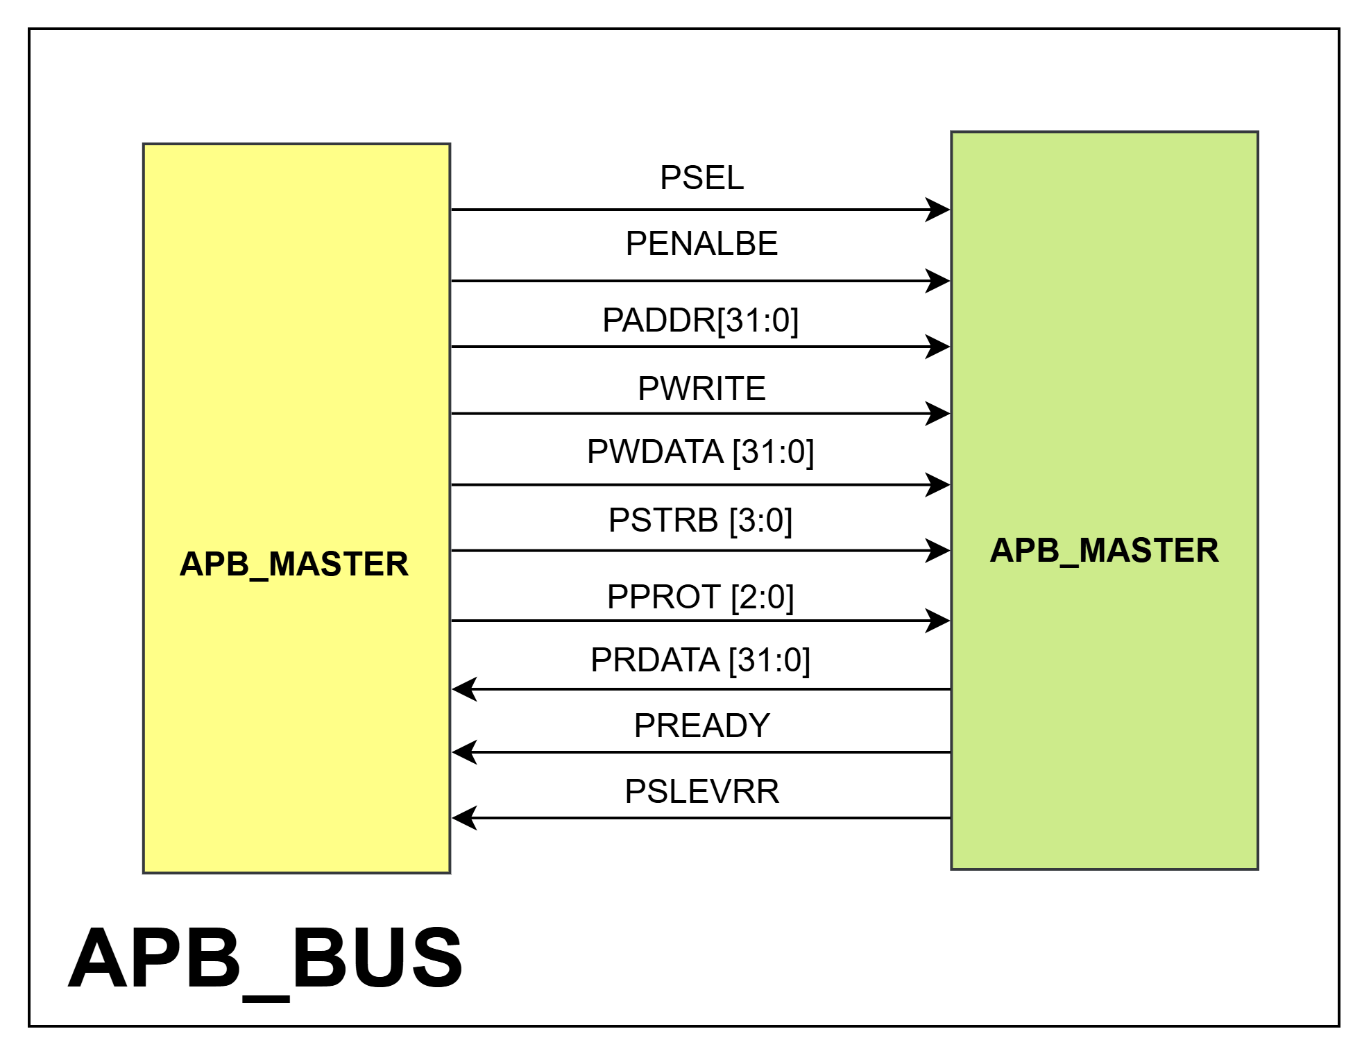 PSEL
PENALBE
PADDR[31:0]
PWRITE
PWDATA [31:0]
PSTRB [3:0]
APB_MASTER
APB_MASTER
PPROT [2:0]
PRDATA [31:0]
PREADY
PSLEVRR
APB_BUS